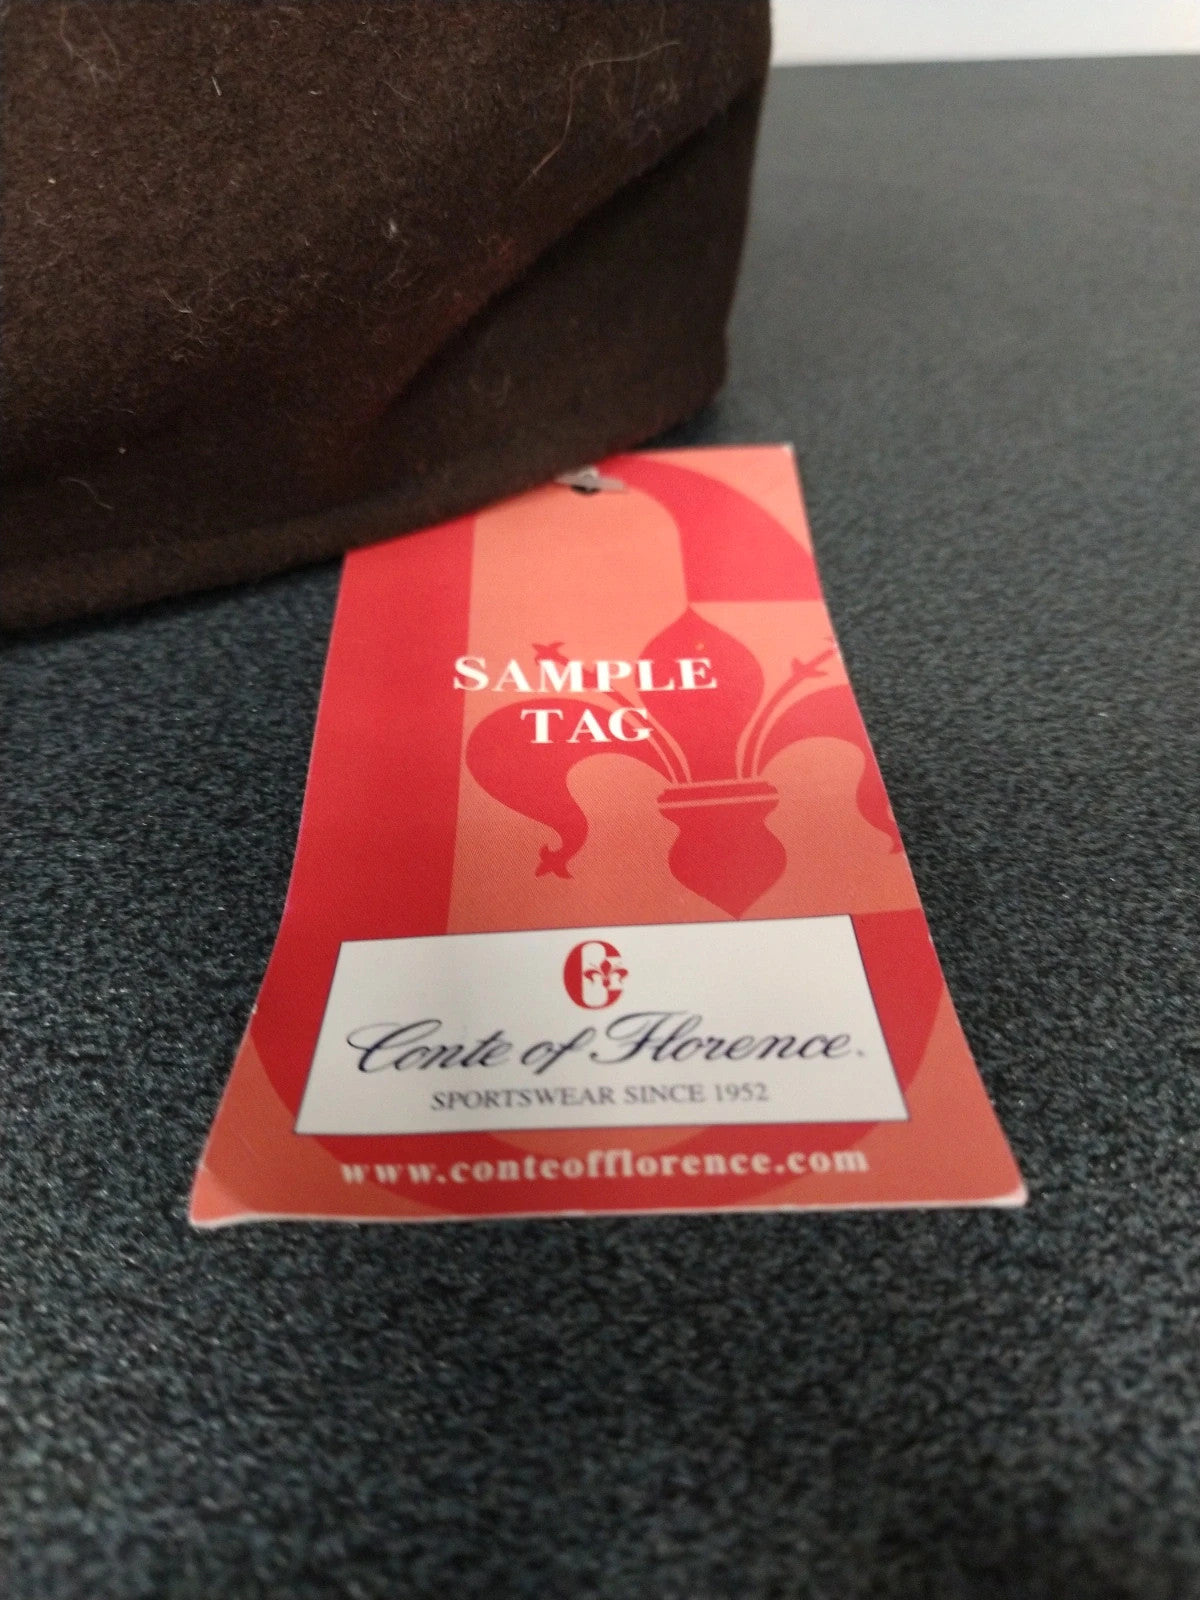 SAMPLE
TAG
C
Conte of Florence.
SPORTSWEAR SINCE 1952
www.conteofflorence.com